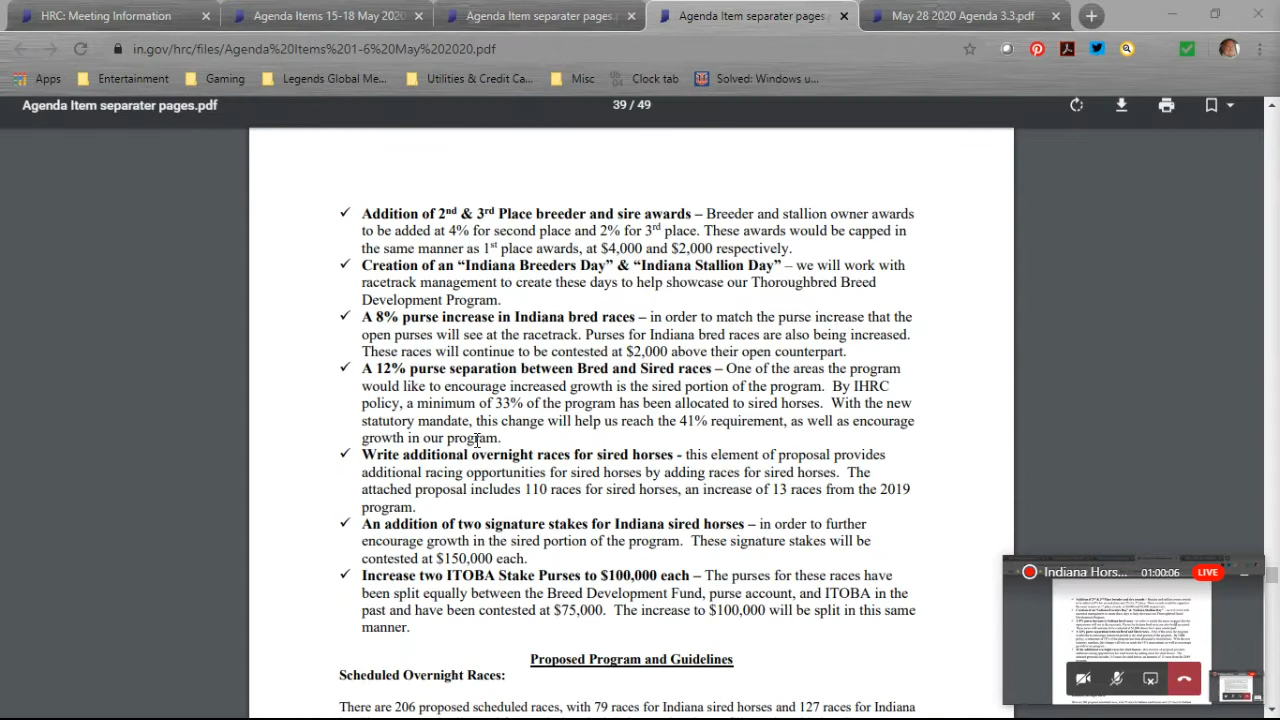 HRC: Meeting Information
Agenda Items 15-18 May 2020
Agenda Item separater pages.
Agenda Item separater pages
May 28 2020 Agenda 3.3.pdf
in.gov/hrc/files/Agenda%20Items%201-6%20May%202020.pdf
Apps Entertainment Gaming Legends Global Me... Utilities & Credit Ca... Misc Clock tab Solved: Windows u...
Agenda Item separater pages.pdf 39 / 49
✓ Addition of 2nd & 3rd Place breeder and sire awards – Breeder and stallion owner awards
to be added at 4% for second place and 2% for 3rd place. These awards would be capped in
the same manner as 1st place awards, at $4,000 and $2,000 respectively.
✓ Creation of an “Indiana Breeders Day” & “Indiana Stallion Day” – we will work with
racetrack management to create these days to help showcase our Thoroughbred Breed
Development Program.
✓ A 8% purse increase in Indiana bred races – in order to match the purse increase that the
open purses will see at the racetrack. Purses for Indiana bred races are also being increased.
These races will continue to be contested at $2,000 above their open counterpart.
✓ A 12% purse separation between Bred and Sired races – One of the areas the program
would like to encourage increased growth is the sired portion of the program. By IHRC
policy, a minimum of 33% of the program has been allocated to sired horses. With the new
statutory mandate, this change will help us reach the 41% requirement, as well as encourage
growth in our program.
✓ Write additional overnight races for sired horses - this element of proposal provides
additional racing opportunities for sired horses by adding races for sired horses. The
attached proposal includes 110 races for sired horses, an increase of 13 races from the 2019
program.
✓ An addition of two signature stakes for Indiana sired horses – in order to further
encourage growth in the sired portion of the program. These signature stakes will be
contested at $150,000 each.
✓ Increase two ITOBA Stake Purses to $100,000 each – The purses for these races have
been split equally between the Breed Development Fund, purse account, and ITOBA in the
past and were contested at $75,000. The increase to $100,000 will be split in the same
manner.
Proposed Program and Guidelines
Scheduled Overnight Races:
There are 206 overnight races scheduled, with 79 races for Indiana sired horses and 127 races for Indiana
Indiana Hors... 01:00:06 LIVE